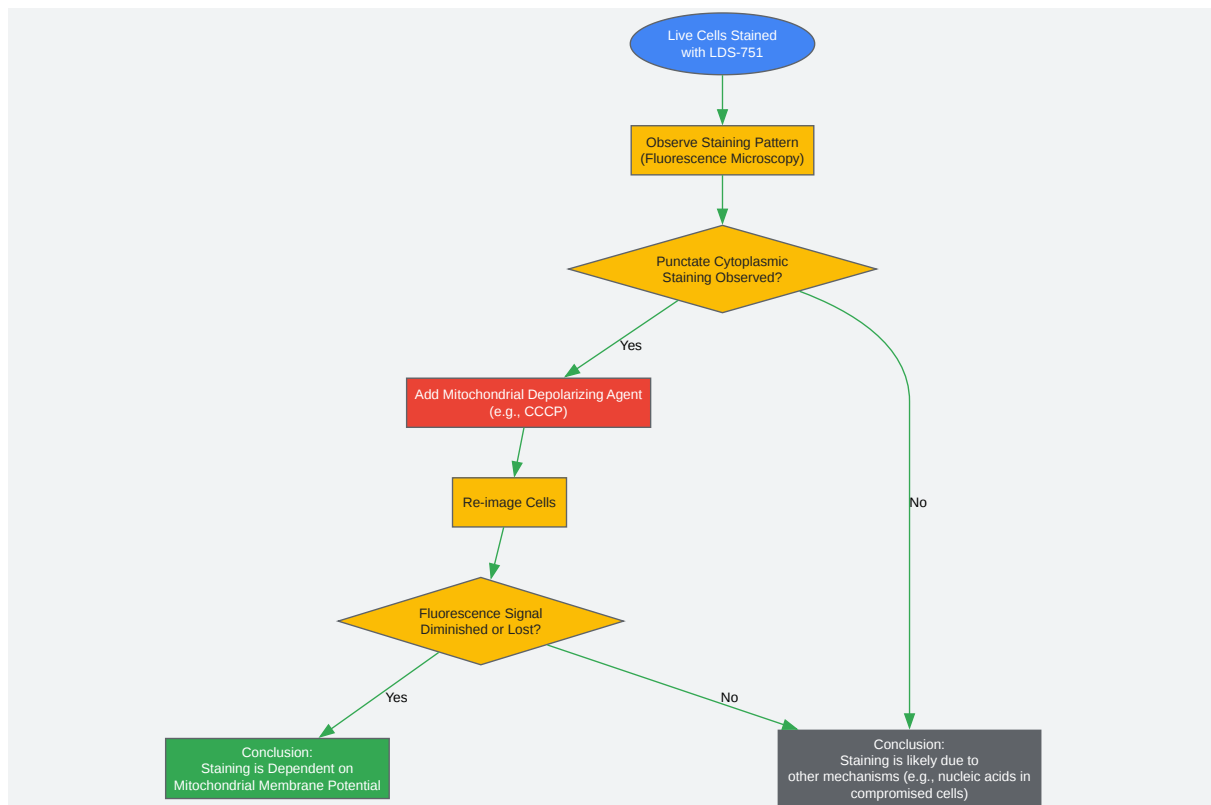 Live Cells Stained
with LDS-751
Observe Staining Pattern
(Fluorescence Microscopy)
Punctate Cytoplasmic
Staining Observed?
Yes
Add Mitochondrial Depolarizing Agent
(e.g., CCCP)
Re-image Cells
No
Fluorescence Signal
Diminished or Lost?
Yes
No
Conclusion:
Staining is Dependent on
Mitochondrial Membrane Potential
Conclusion:
Staining is likely due to
other mechanisms (e.g., nucleic acids in
compromised cells)